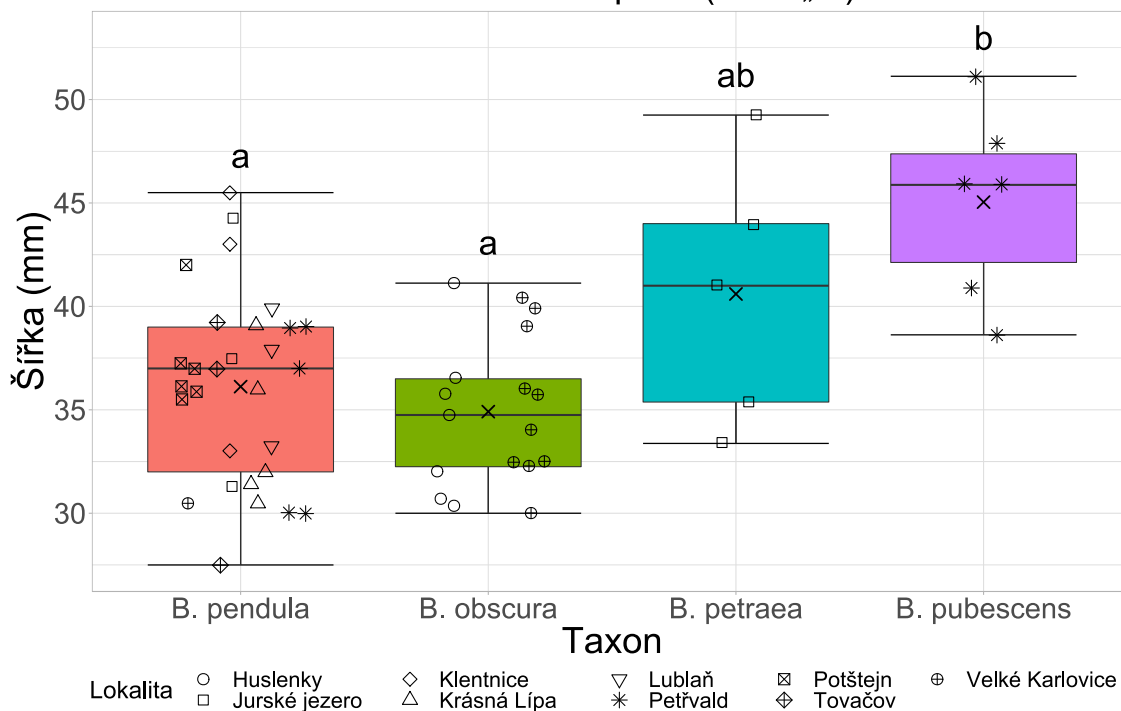 a
a
ab
b
Šířka (mm)
50
45
40
35
30
B. pendula
B. obscura
B. petraea
B. pubescens
Taxon
Lokalita
Huslenky
Klentnice
Lublaň
Potštejn
Velké Karlovice
Jurské jezero
Krásná Lípa
Petřvald
Tovačov